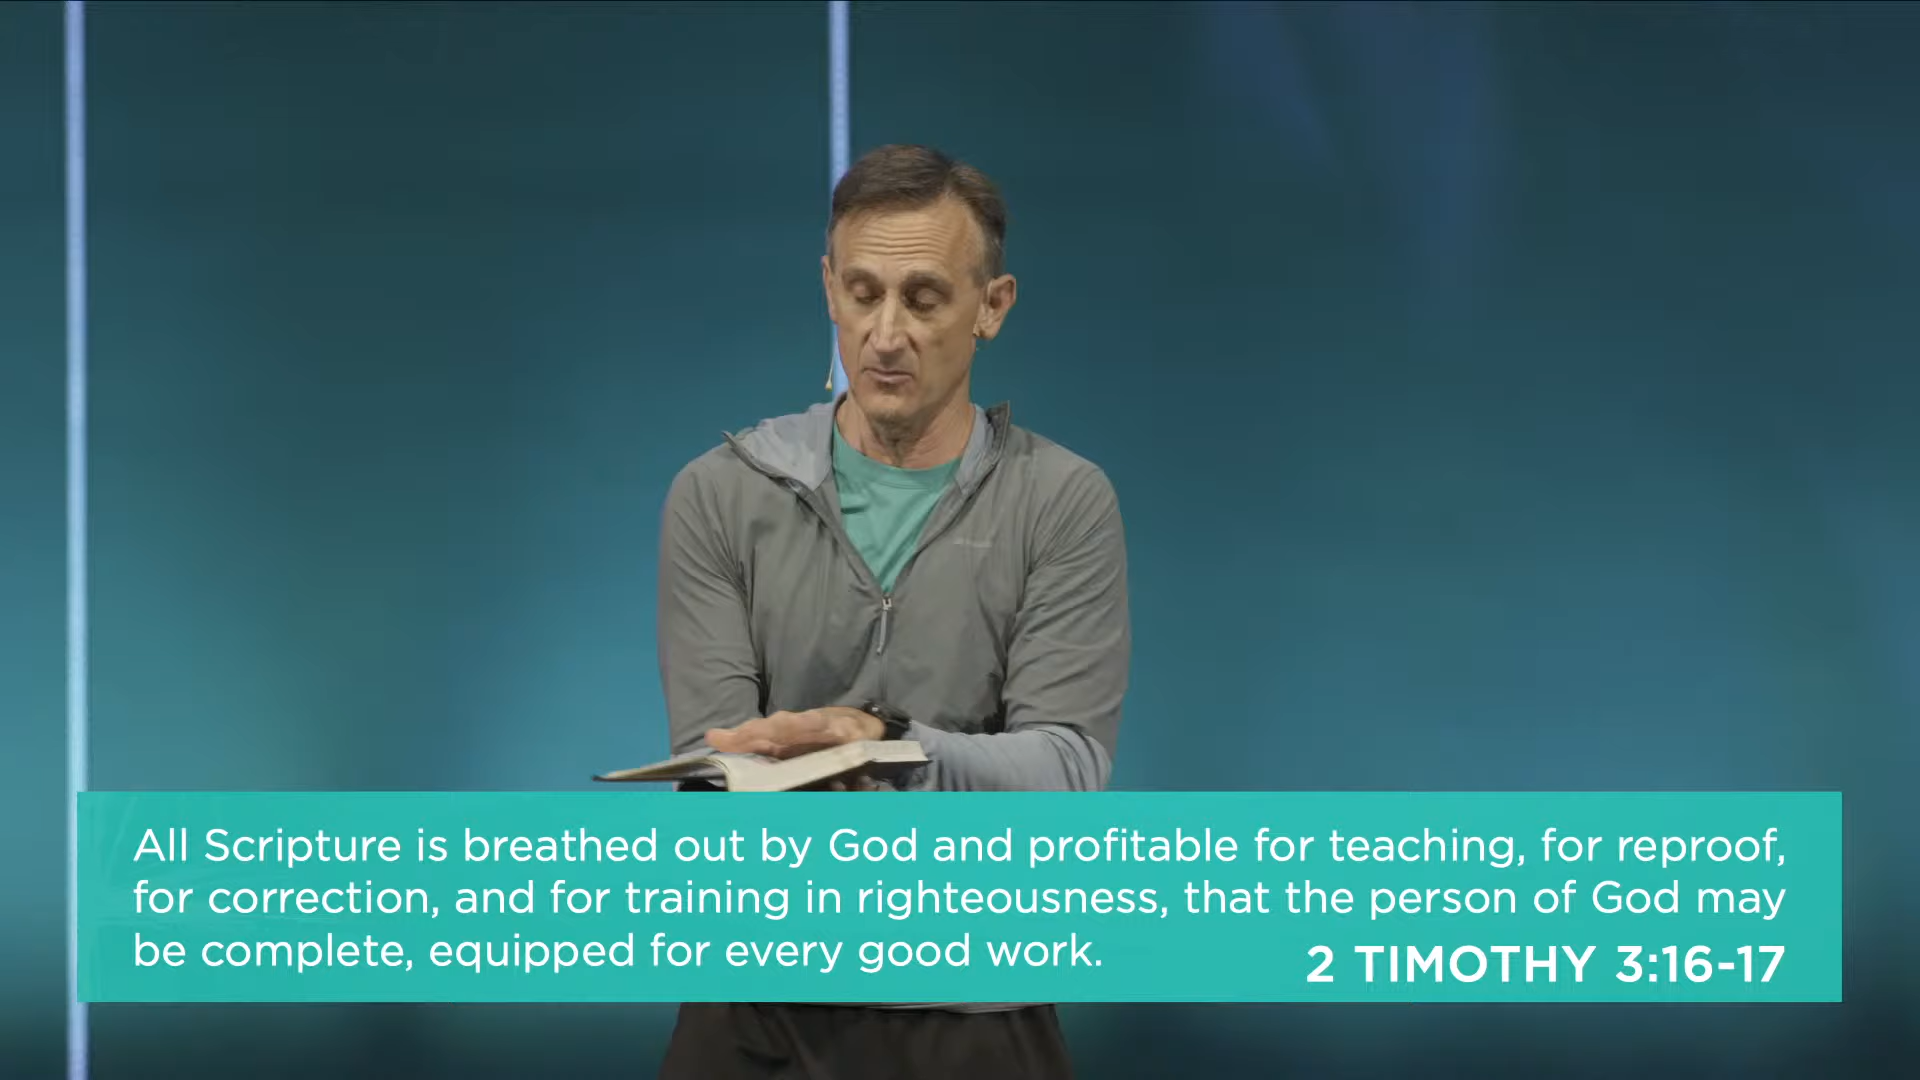 All Scripture is breathed out by God and profitable for teaching, for reproof,
for correction, and for training in righteousness, that the person of God may
be complete, equipped for every good work.
2 TIMOTHY 3:16-17